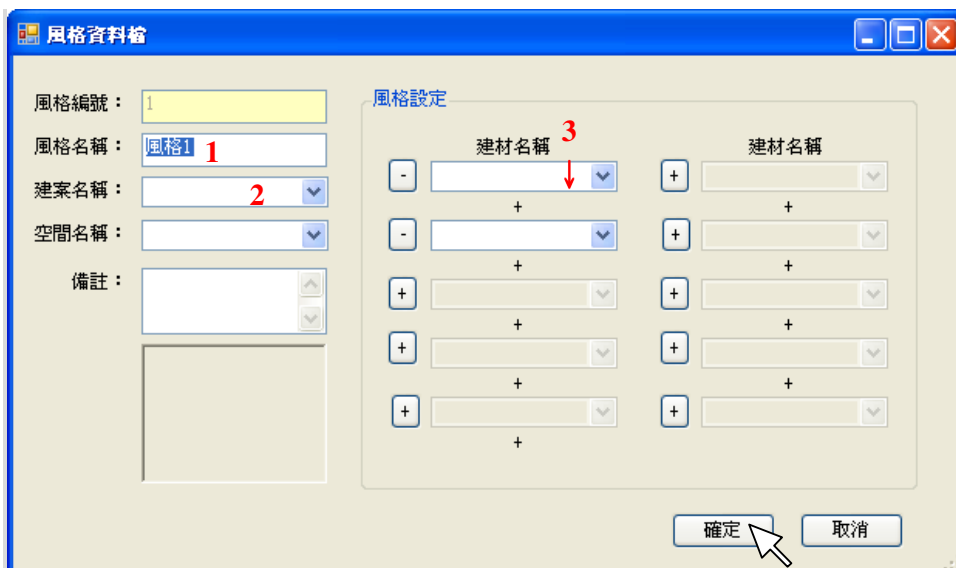 風格資料檔
風格編號： 1
風格名稱： 風格1 1
建案名稱： 2
空間名稱：
備註：
風格設定
3
建材名稱 建材名稱
- +
+ +
- +
+ +
+ +
+ +
+ +
+ +
+ +
+
確定 取消